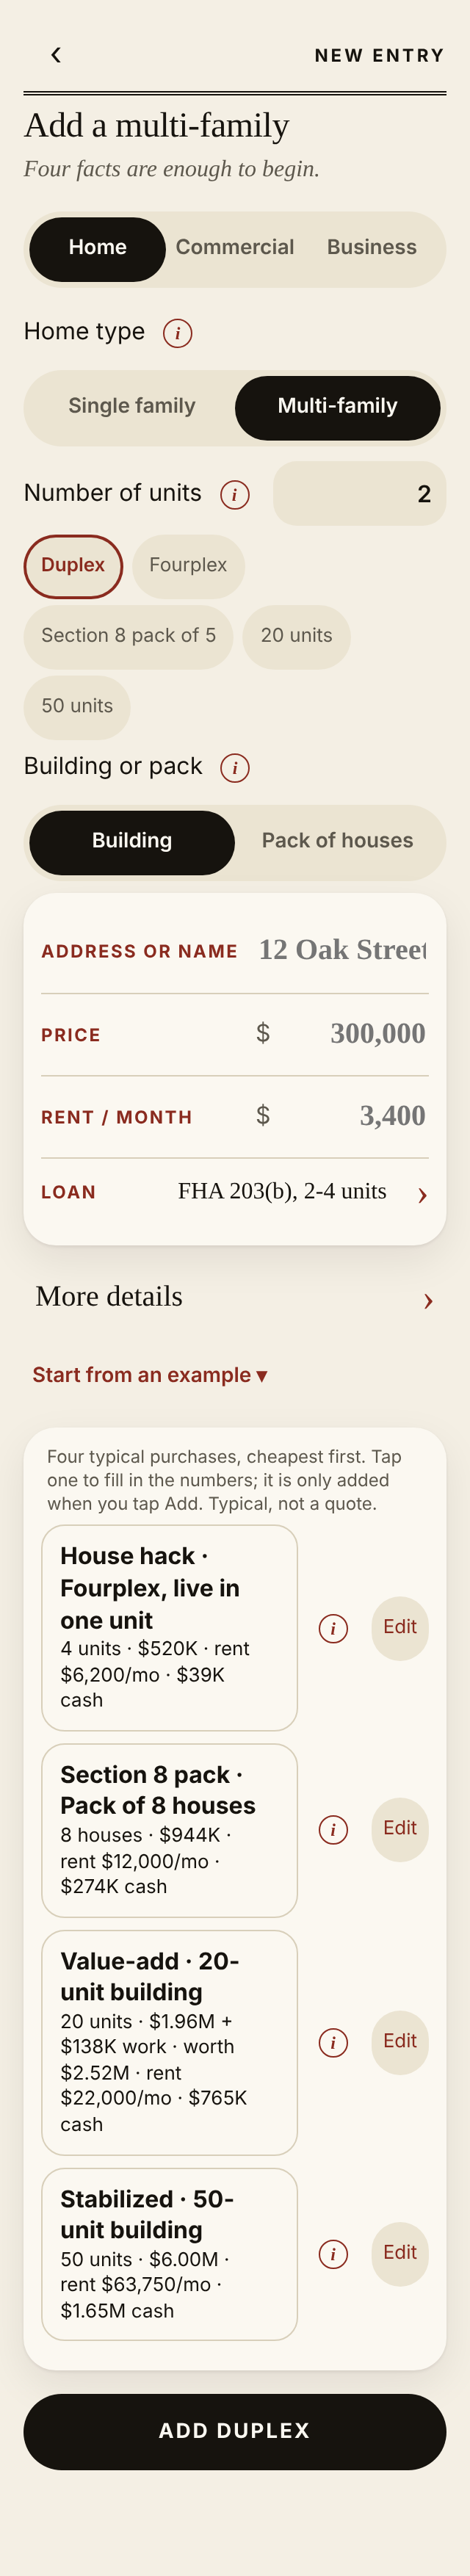 ‹ NEW ENTRY
Add a multi-family
Four facts are enough to begin.
Home Commercial Business
Home type i
Single family Multi-family
Number of units i 2
Duplex Fourplex
Section 8 pack of 5 20 units
50 units
Building or pack i
Building Pack of houses
ADDRESS OR NAME 12 Oak Street
PRICE $ 300,000
RENT / MONTH $ 3,400
LOAN FHA 203(b), 2-4 units ›
More details ›
Start from an example ▾
Four typical purchases, cheapest first. Tap
one to fill in the numbers; it is only added
when you tap Add. Typical, not a quote.
House hack ·
Fourplex, live in
one unit
4 units · $520K · rent
$6,200/mo · $39K
cash
i Edit
Section 8 pack ·
Pack of 8 houses
8 houses · $944K ·
rent $12,000/mo ·
$274K cash
i Edit
Value-add · 20-
unit building
20 units · $1.96M +
$138K work · worth
$2.52M · rent
$22,000/mo · $765K
cash
i Edit
Stabilized · 50-
unit building
50 units · $6.00M ·
rent $63,750/mo ·
$1.65M cash
i Edit
ADD DUPLEX